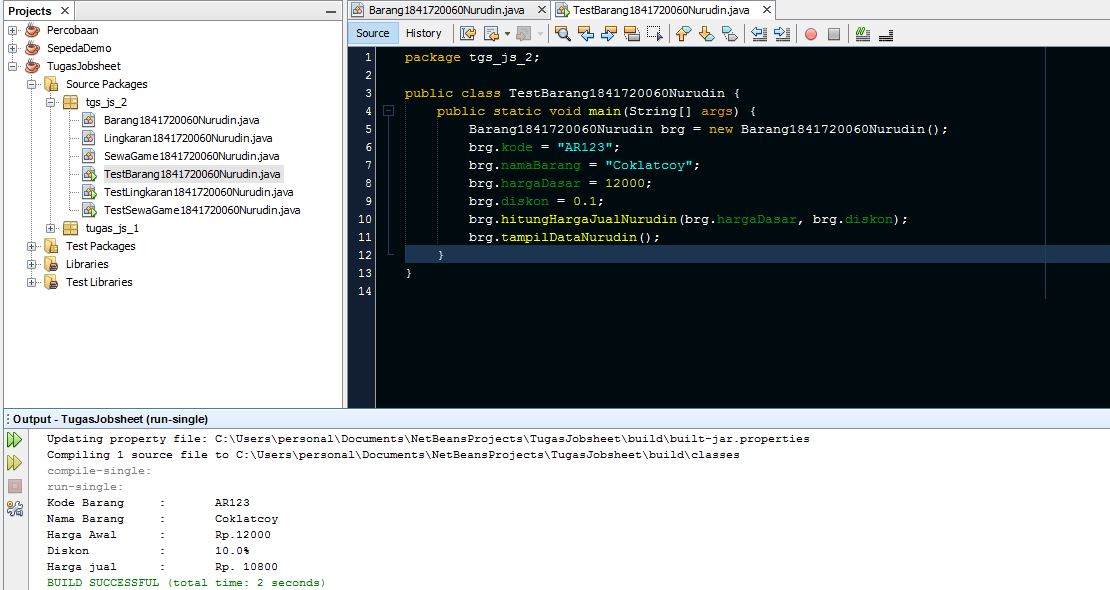 Projects
Percobaan
SepedaDemo
TugasJobsheet
Source Packages
tgs_js_2
Barang1841720060Nurudin.java
Lingkaran1841720060Nurudin.java
SewaGame1841720060Nurudin.java
TestBarang1841720060Nurudin.java
TestLingkaran1841720060Nurudin.java
TestSewaGame1841720060Nurudin.java
tugas_js_1
Test Packages
Libraries
Test Libraries
Barang1841720060Nurudin.java TestBarang1841720060Nurudin.java
Source History
1 package tgs_js_2;
2
3 public class TestBarang1841720060Nurudin {
4 public static void main(String[] args) {
5 Barang1841720060Nurudin brg = new Barang1841720060Nurudin();
6 brg.kode = "AR123";
7 brg.namaBarang = "Coklatcoy";
8 brg.hargaDasar = 12000;
9 brg.diskon = 0.1;
10 brg.hitungHargaJualNurudin(brg.hargaDasar, brg.diskon);
11 brg.tampilDataNurudin();
12 }
13 }
14
Output - TugasJobsheet (run-single)
Updating property file: C:\Users\personal\Documents\NetBeansProjects\TugasJobsheet\build\built-jar.properties
Compiling 1 source file to C:\Users\personal\Documents\NetBeansProjects\TugasJobsheet\build\classes
compile-single:
run-single:
Kode Barang : AR123
Nama Barang : Coklatcoy
Harga Awal : Rp.12000
Diskon : 10.0%
Harga jual : Rp. 10800
BUILD SUCCESSFUL (total time: 2 seconds)